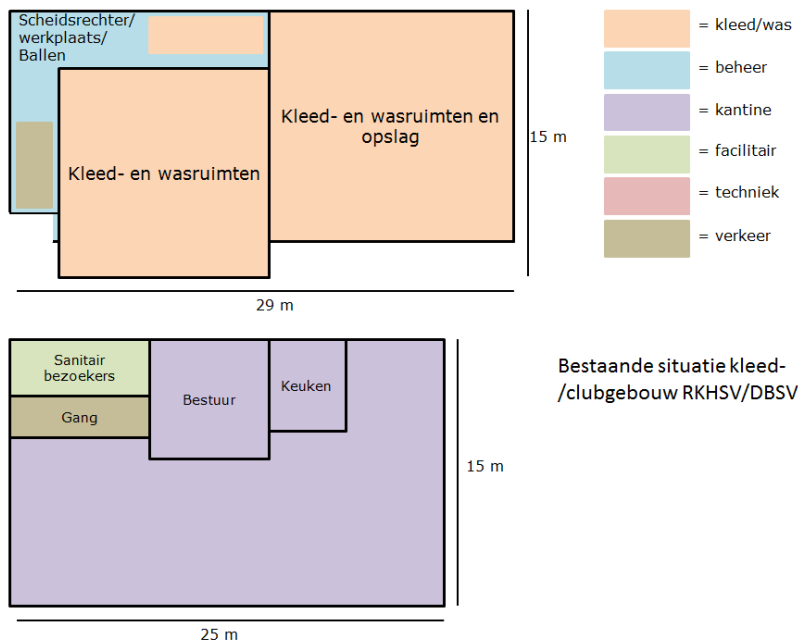 Scheidsrechter/
werkplaats/
Ballen
Kleed- en wasruimten
Kleed- en wasruimten en
opslag
15 m
29 m
= kleed/was
= beheer
= kantine
= facilitair
= techniek
= verkeer
Sanitair
bezoekers
Gang
Bestuur
Keuken
15 m
25 m
Bestaande situatie kleed-
/clubgebouw RKHSV/DBSV